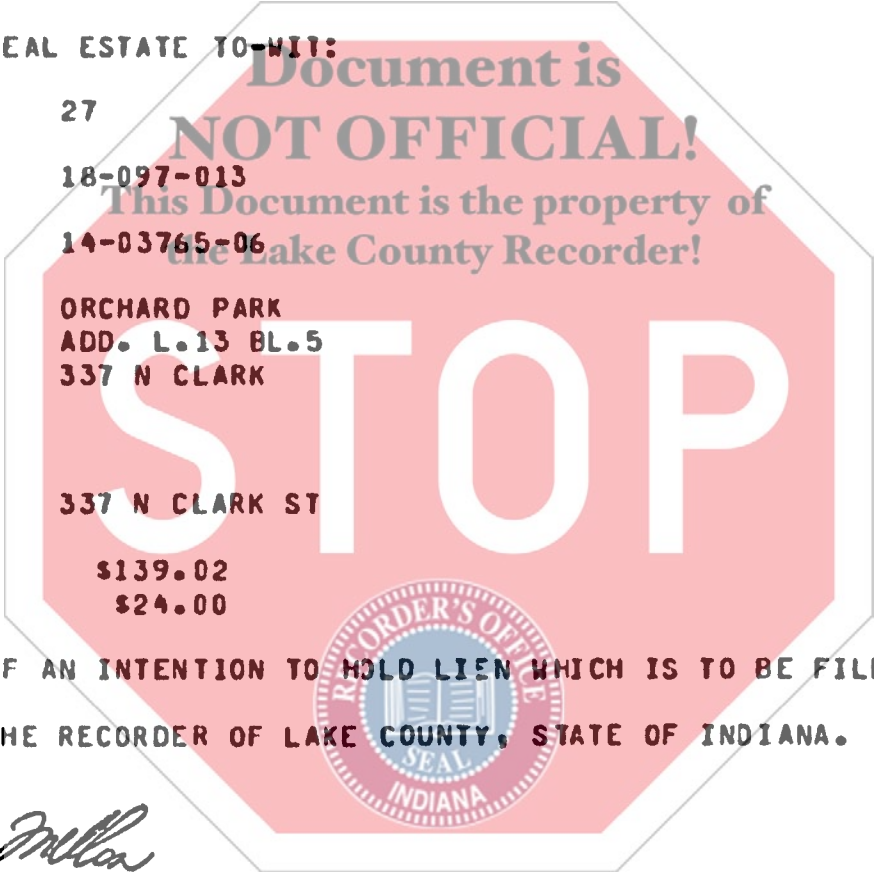 EAL ESTATE TO-WIT:
Document is
27
NOT OFFICIAL!
18-097-013
This Document is the property of
14-03765-06
the Lake County Recorder!
ORCHARD PARK
ADD. L.13 BL.5
337 N CLARK
STOP
337 N CLARK ST
$139.02
$24.00
RECORDER'S OFFICE
F AN INTENTION TO HOLD LIEN WHICH IS TO BE FIL
HE RECORDER OF LAKE COUNTY, STATE OF INDIANA.
SEAL
INDIANA